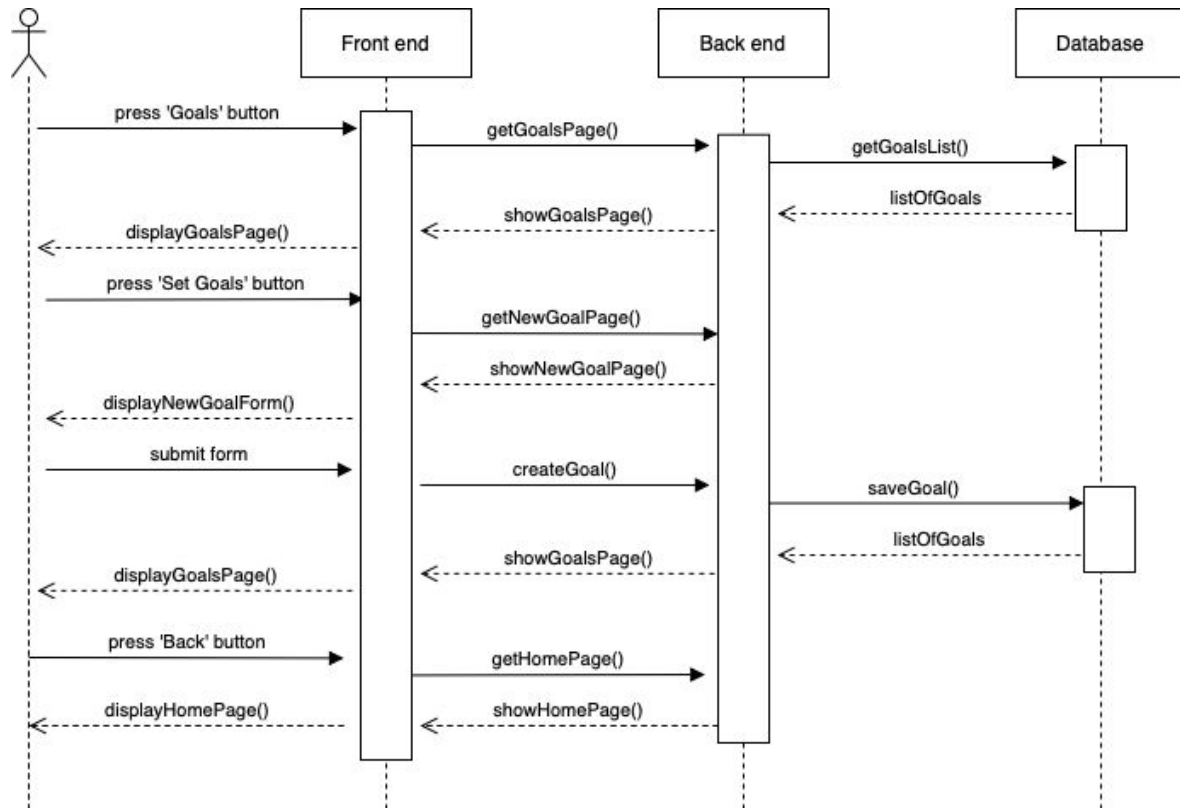 Front end
Back end
Database
press 'Goals' button
getGoalsPage()
getGoalsList()
listOfGoals
showGoalsPage()
displayGoalsPage()
press 'Set Goals' button
getNewGoalPage()
showNewGoalPage()
displayNewGoalForm()
submit form
createGoal()
saveGoal()
listOfGoals
showGoalsPage()
displayGoalsPage()
press 'Back' button
getHomePage()
displayHomePage()
showHomePage()